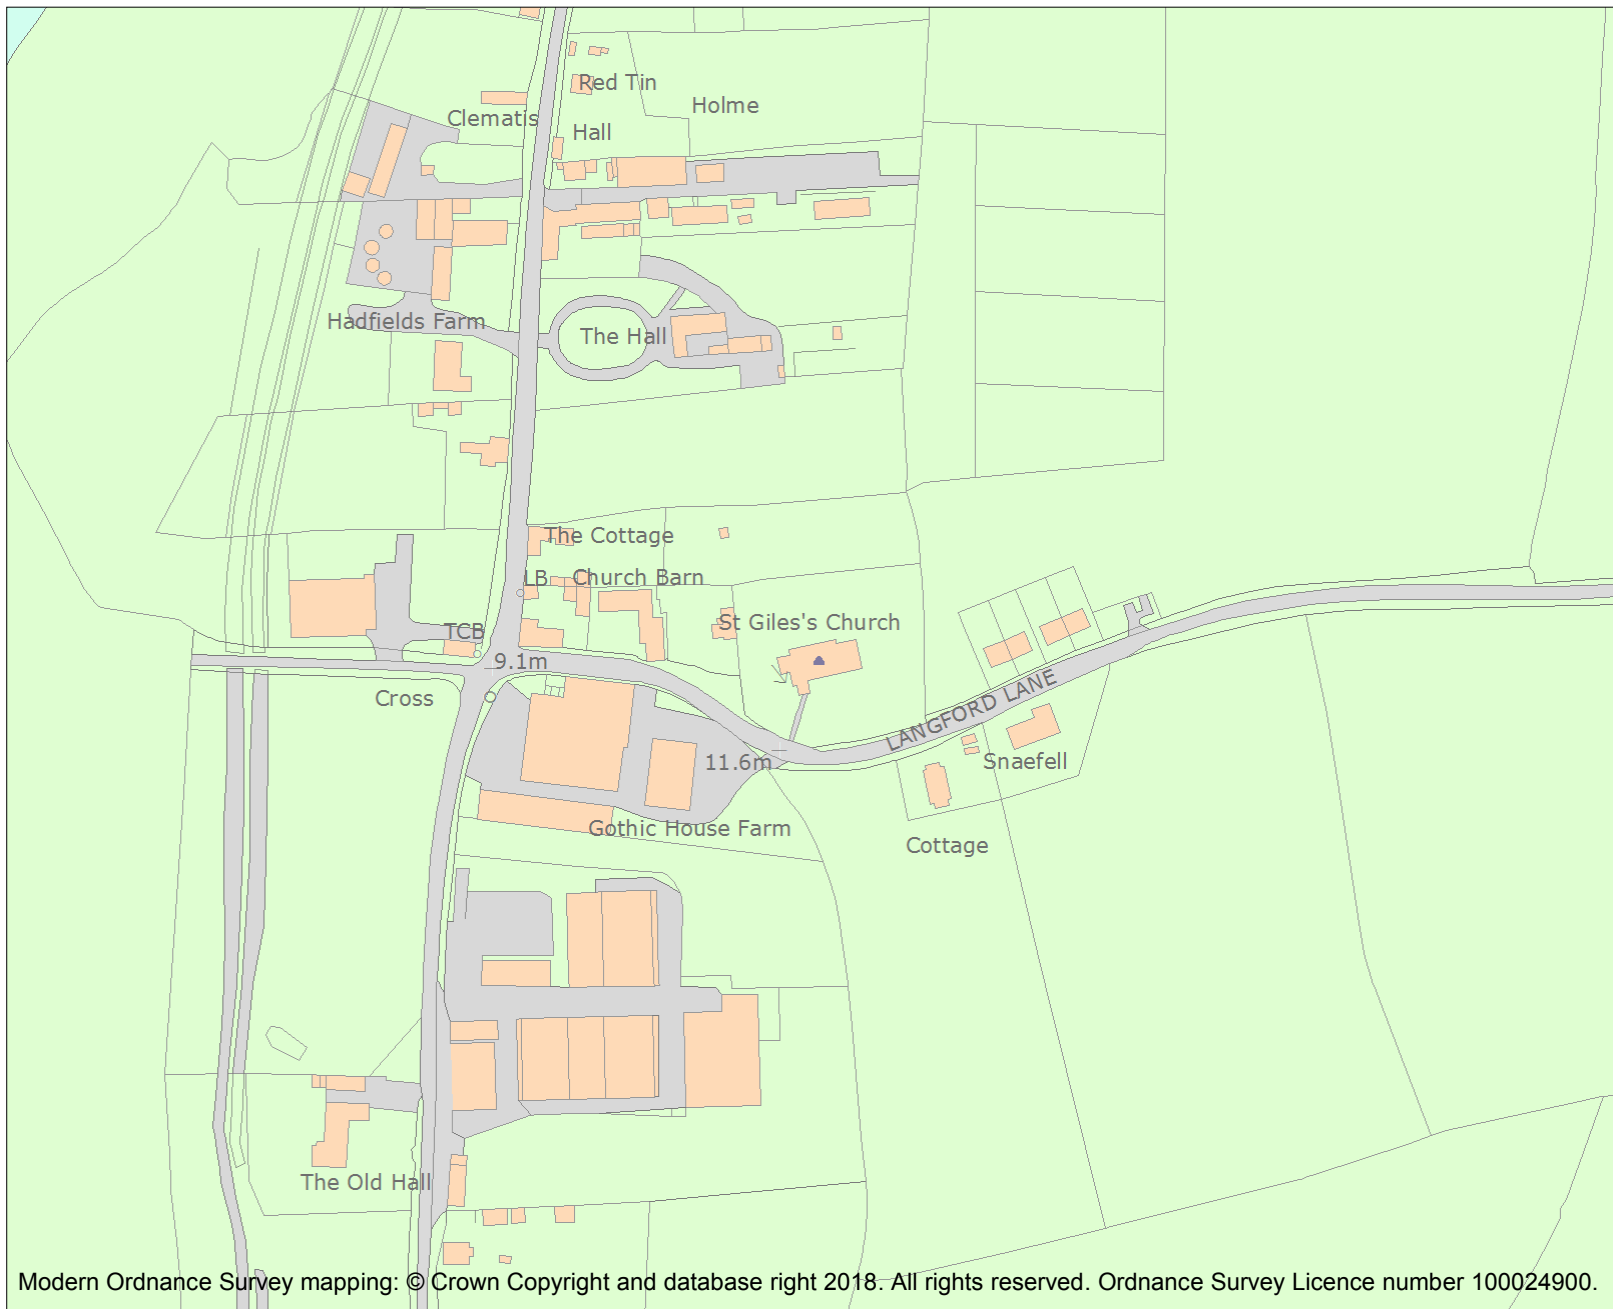 Red Tin
Holme
Clematis
Hall
Hadfields Farm
The Hall
The Cottage
LB
Church Barn
St Giles's Church
TCB
9.1m
Cross
LANGFORD LANE
11.6m
Snaefell
Gothic House Farm
Cottage
The Old Hall
Modern Ordnance Survey mapping: © Crown Copyright and database right 2018. All rights reserved. Ordnance Survey Licence number 100024900.